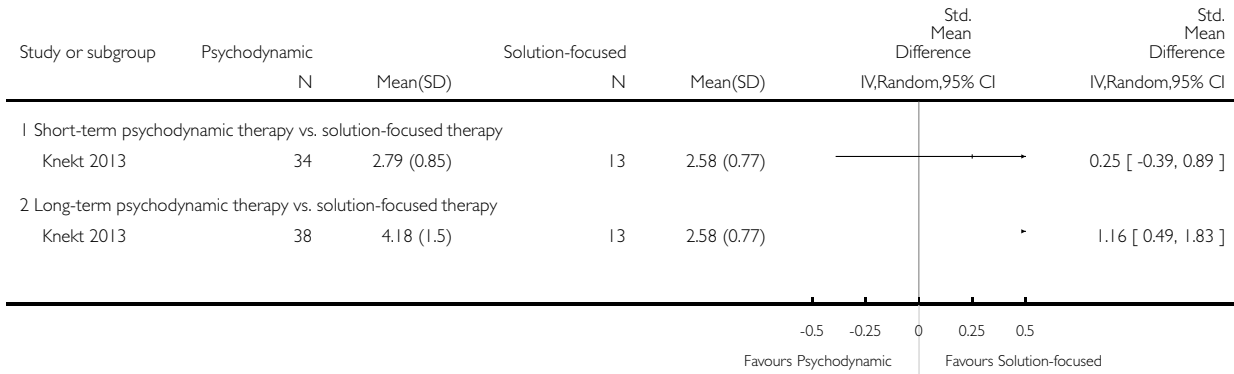 Study or subgroup Psychodynamic Solution-focused Std. Mean Difference Std. Mean Difference
N Mean(SD) N Mean(SD) IV,Random,95% CI IV,Random,95% CI
1 Short-term psychodynamic therapy vs. solution-focused therapy
Knekt 2013 34 2.79 (0.85) 13 2.58 (0.77) 0.25 [ -0.39, 0.89 ]
2 Long-term psychodynamic therapy vs. solution-focused therapy
Knekt 2013 38 4.18 (1.5) 13 2.58 (0.77) 1.16 [ 0.49, 1.83 ]
-0.5 -0.25 0 0.25 0.5
Favours Psychodynamic Favours Solution-focused